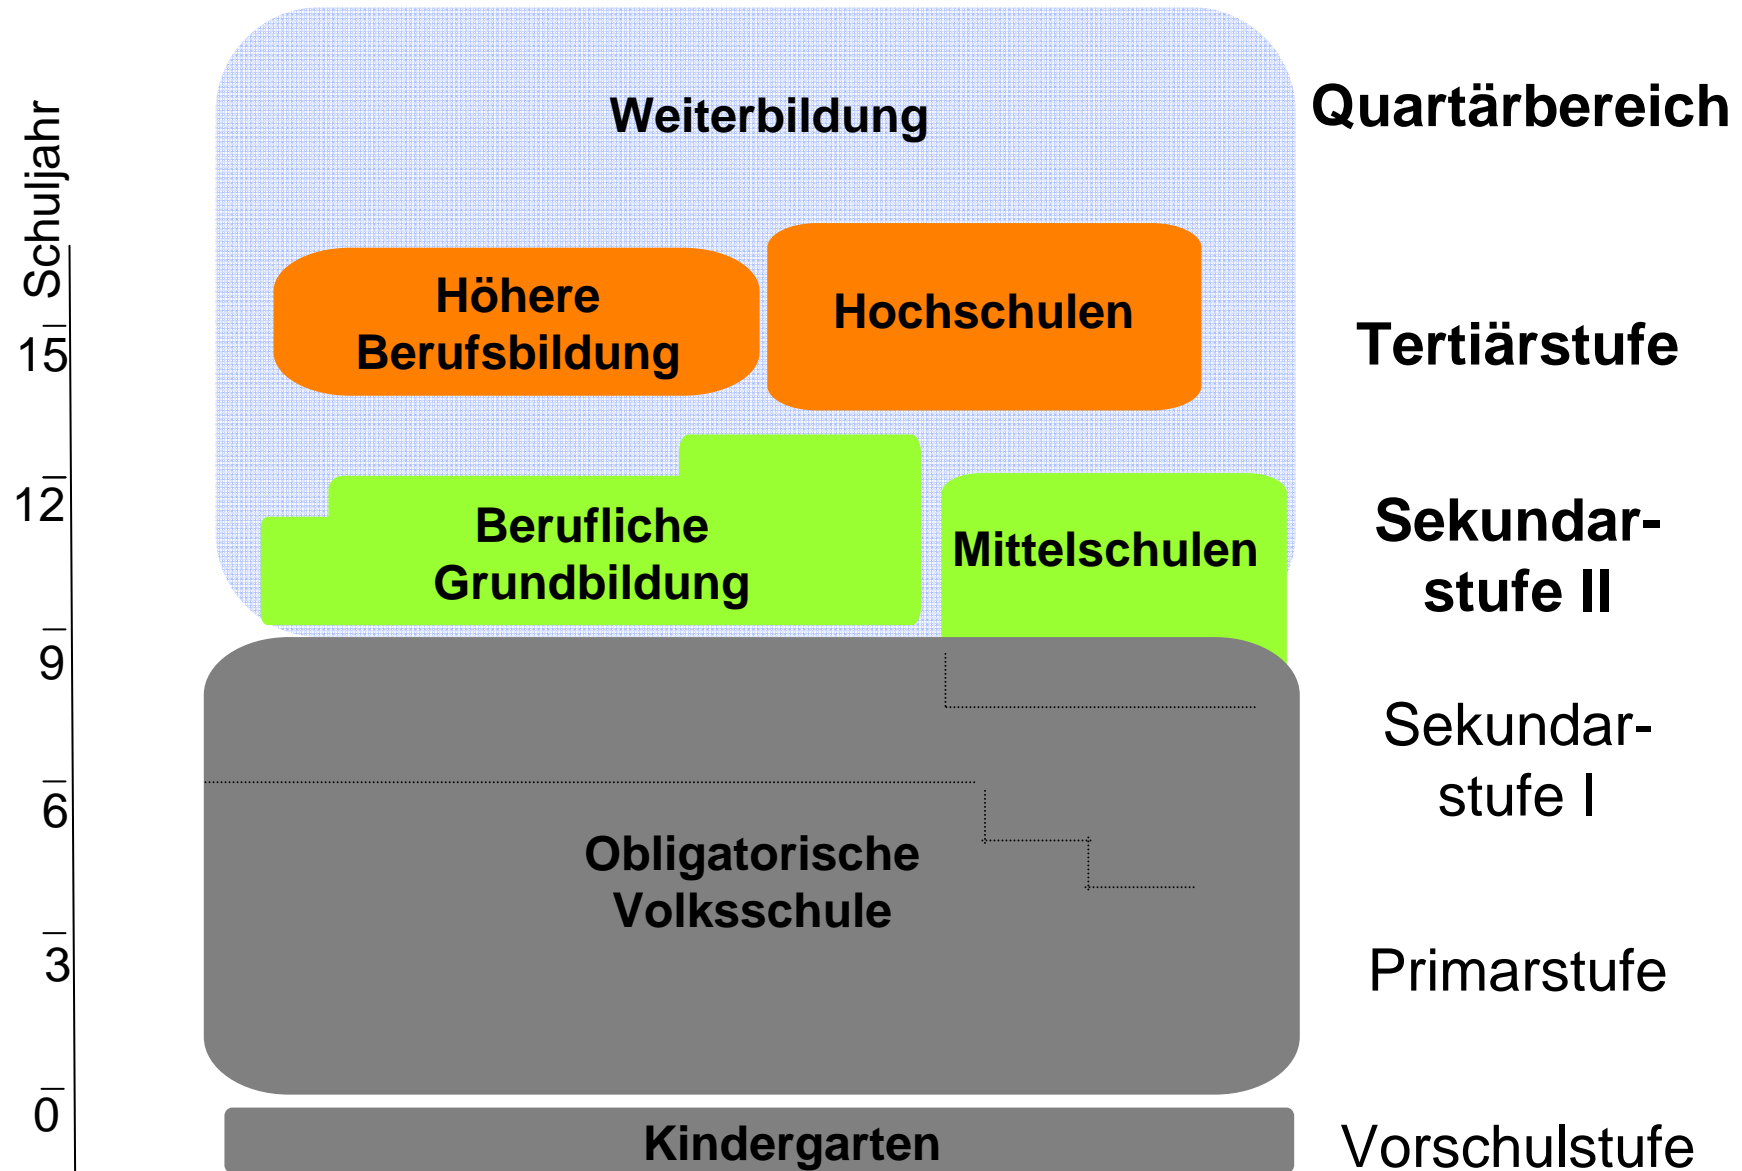 Schuljahr
Weiterbildung
Quartärbereich
Höhere
Berufsbildung
Hochschulen
15
Tertiärstufe
12
Berufliche
Grundbildung
Mittelschulen
Sekundar-
stufe II
9
Sekundar-
stufe I
6
Obligatorische
Volksschule
3
Primarstufe
0
Kindergarten
Vorschulstufe